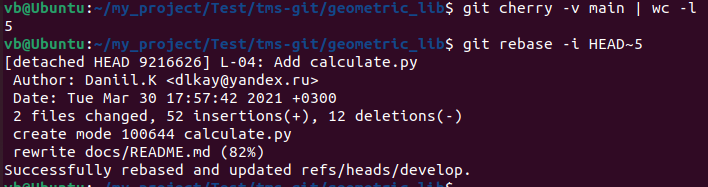 vb@Ubuntu:~/my_project/Test/tms-git/geometric_lib$ git cherry -v main | wc -l
5
vb@Ubuntu:~/my_project/Test/tms-git/geometric_lib$ git rebase -i HEAD~5
[detached HEAD 9216626] L-04: Add calculate.py
 Author: Daniil.K <dlkay@yandex.ru>
 Date: Tue Mar 30 17:57:42 2021 +0300
 2 files changed, 52 insertions(+), 12 deletions(-)
 create mode 100644 calculate.py
 rewrite docs/README.md (82%)
Successfully rebased and updated refs/heads/develop.
vb@Ubuntu:~/my_project/Test/tms-git/geometric_lib$